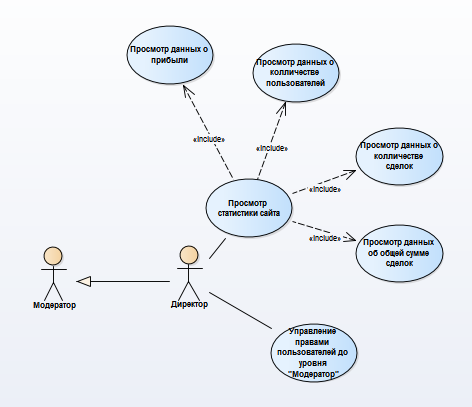 Просмотр данных о
прибыли
Просмотр данных о
колличестве
пользователей
«include»
«include»
Просмотр данных о
колличестве
сделок
«include»
Просмотр
статистики сайта
«include»
Просмотр данных
об общей сумме
сделок
Модератор
Директор
Управление
правами
пользователей до
уровня
"Модератор"